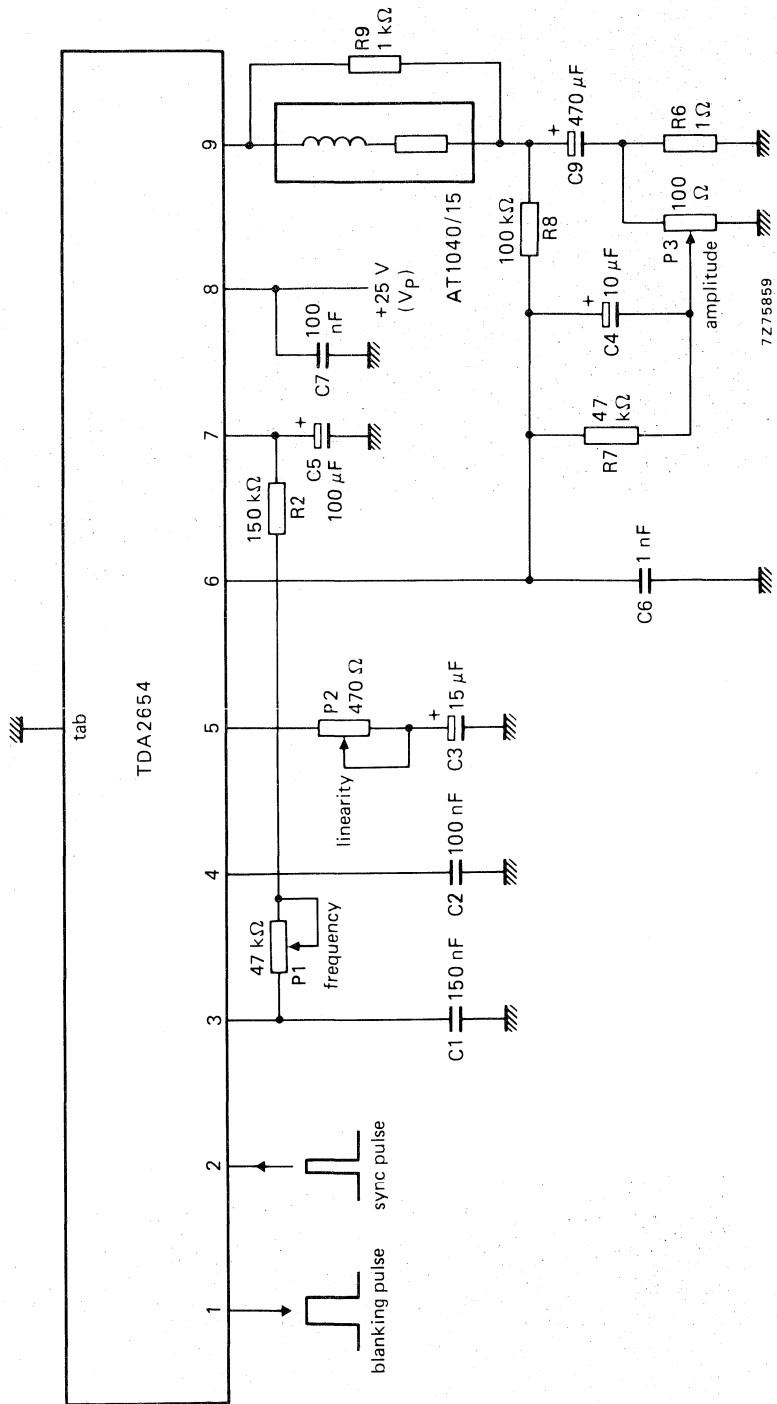 tab
TDA2654
1
2
3
4
5
6
7
8
9
blanking pulse
sync pulse
47 kΩ
P1
frequency
C1
150 nF
C2
100 nF
P2
470 Ω
linearity
C3
+
15 μF
150 kΩ
R2
+
C5
100 μF
C7
100
nF
+25 V
(Vp)
AT1040/15
R9
1 kΩ
100 kΩ
R8
+
C9
470 μF
R6
1Ω
100
Ω
P3
amplitude
+
C4
10 μF
47
kΩ
R7
C6
1 nF
7Z75859